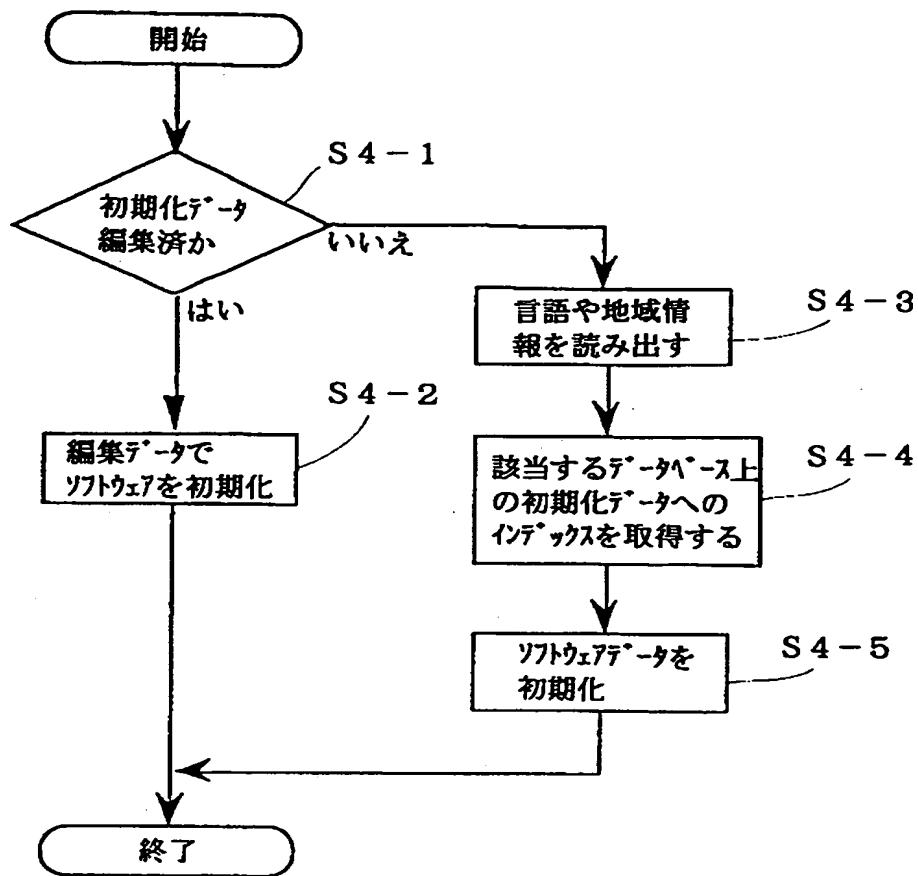 開始
S4-1
初期化ﾃﾞｰﾀ
編集済か
いいえ
はい
S4-2
編集ﾃﾞｰﾀで
ｿﾌﾄｳｪｱを初期化
S4-3
言語や地域情
報を読み出す
S4-4
該当するﾃﾞｰﾀﾍﾞｰｽ上
の初期化ﾃﾞｰﾀへの
ｲﾝﾃﾞｯｸｽを取得する
S4-5
ｿﾌﾄｳｪｱﾃﾞｰﾀを
初期化
終了